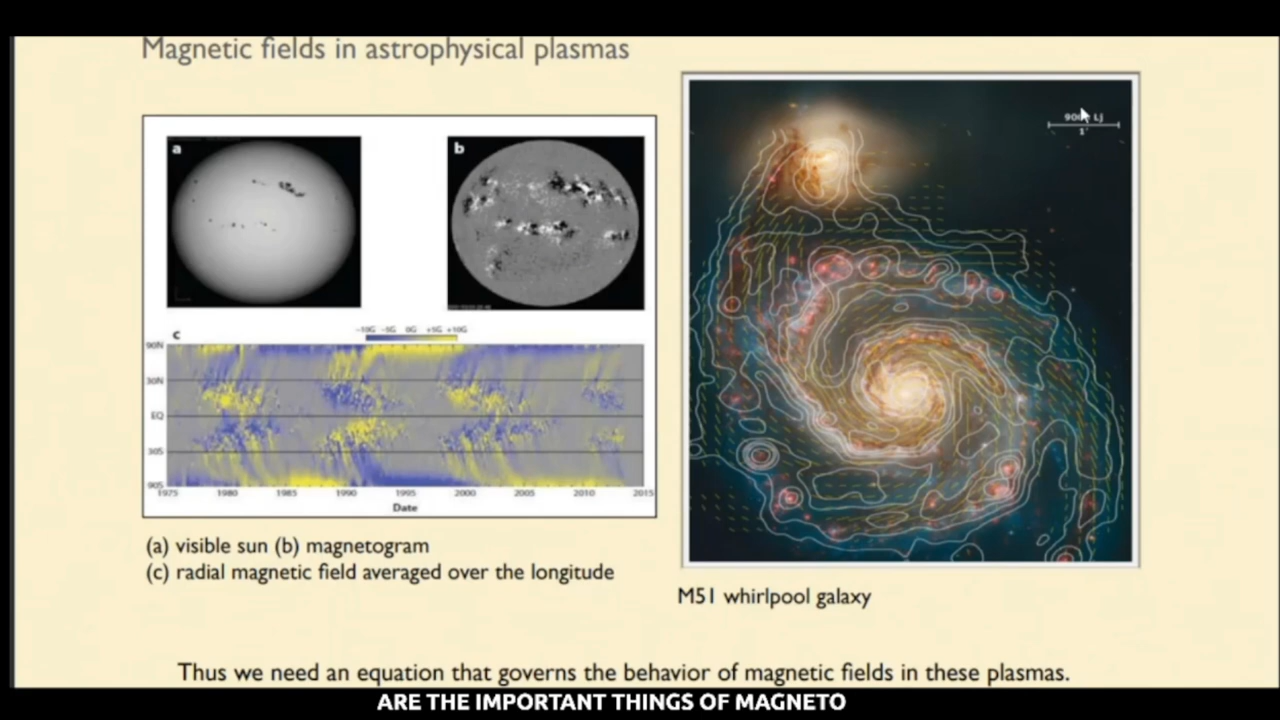 Magnetic fields in astrophysical plasmas
a
b
c
-10G -5G 0G +5G +10G
90N
30N
EQ
30S
90S
1975 1980 1985 1990 1995 2000 2005 2010 2015
Date
(a) visible sun (b) magnetogram
(c) radial magnetic field averaged over the longitude
Lj
1'
M51 whirlpool galaxy
Thus we need an equation that governs the behavior of magnetic fields in these plasmas.
ARE THE IMPORTANT THINGS OF MAGNETO